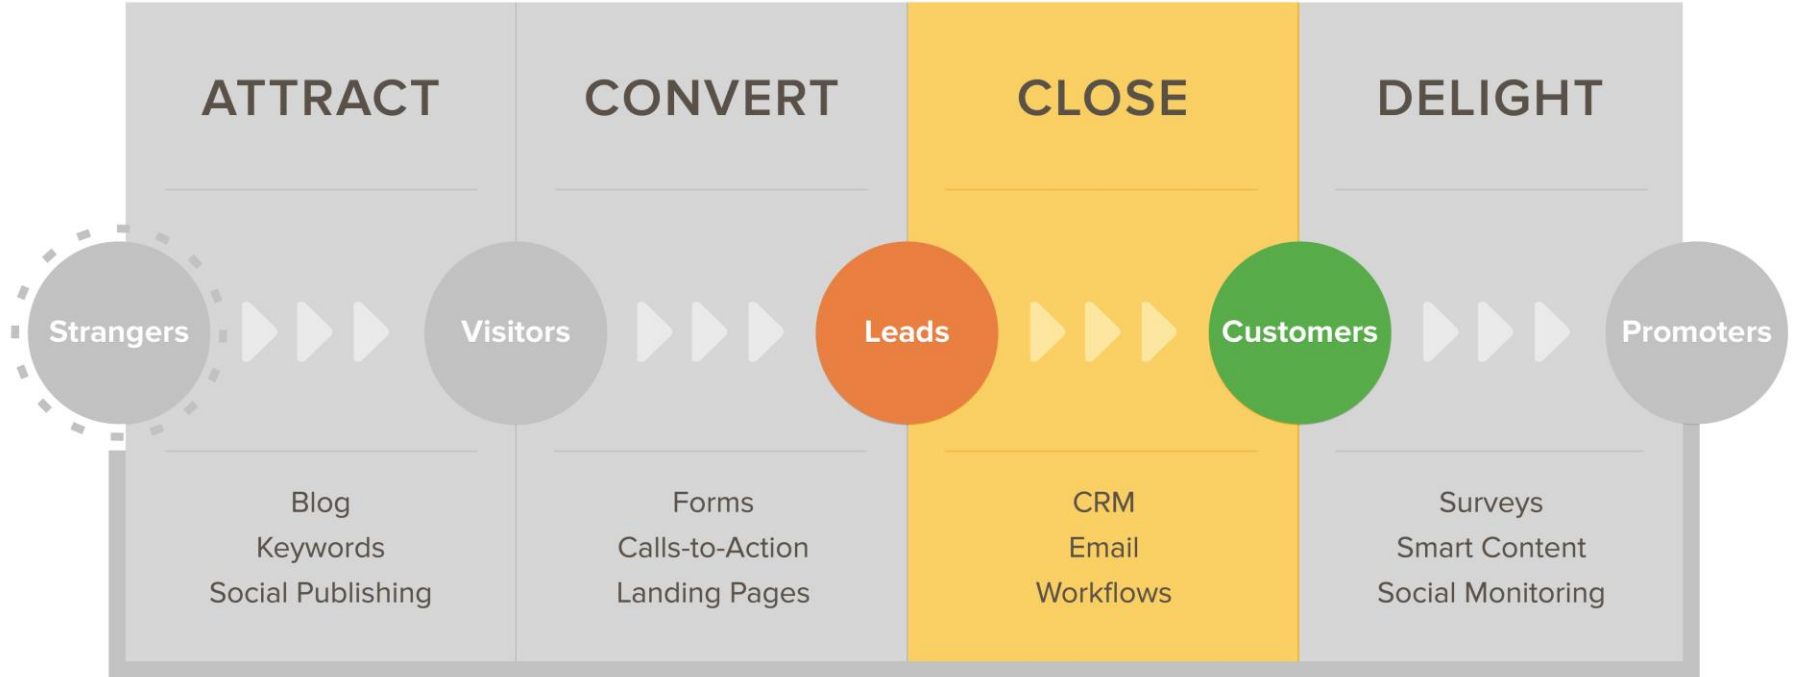 ATTRACT
CONVERT
CLOSE
DELIGHT
Strangers
Visitors
Leads
Customers
Promoters
Blog
Keywords
Social Publishing
Forms
Calls-to-Action
Landing Pages
CRM
Email
Workflows
Surveys
Smart Content
Social Monitoring